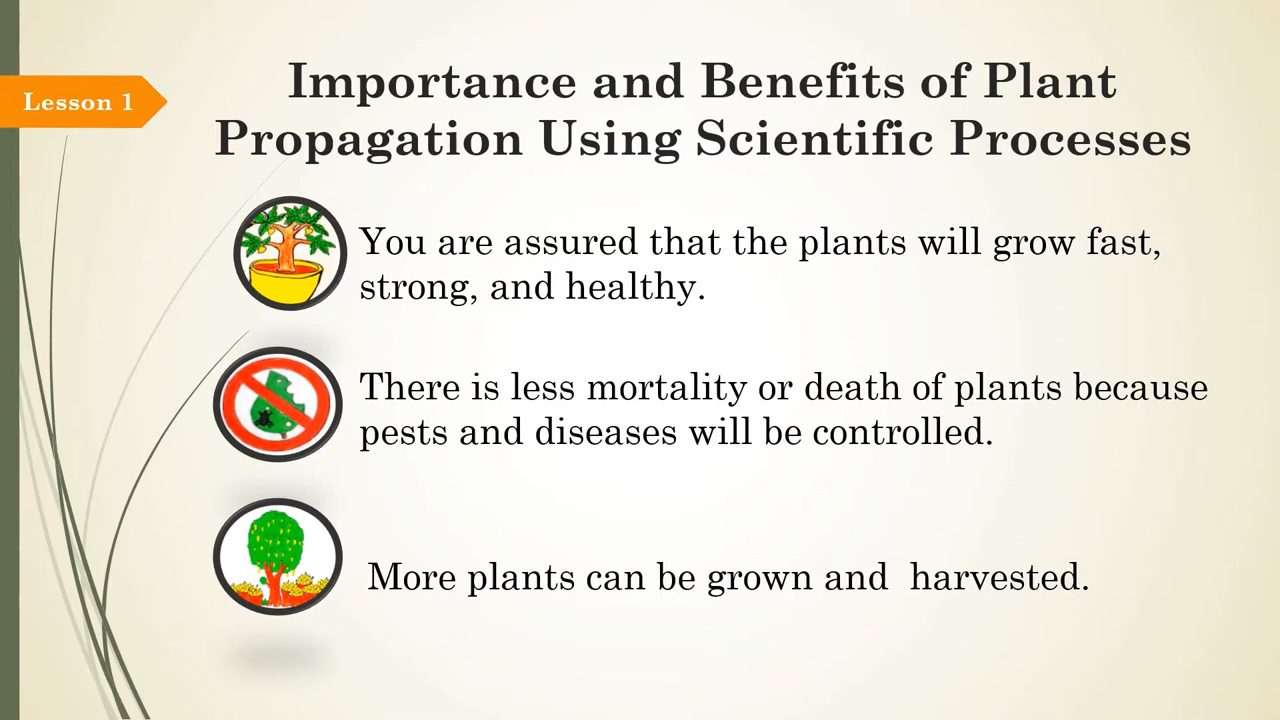 Lesson 1
Importance and Benefits of Plant
Propagation Using Scientific Processes
You are assured that the plants will grow fast,
strong, and healthy.
There is less mortality or death of plants because
pests and diseases will be controlled.
More plants can be grown and  harvested.